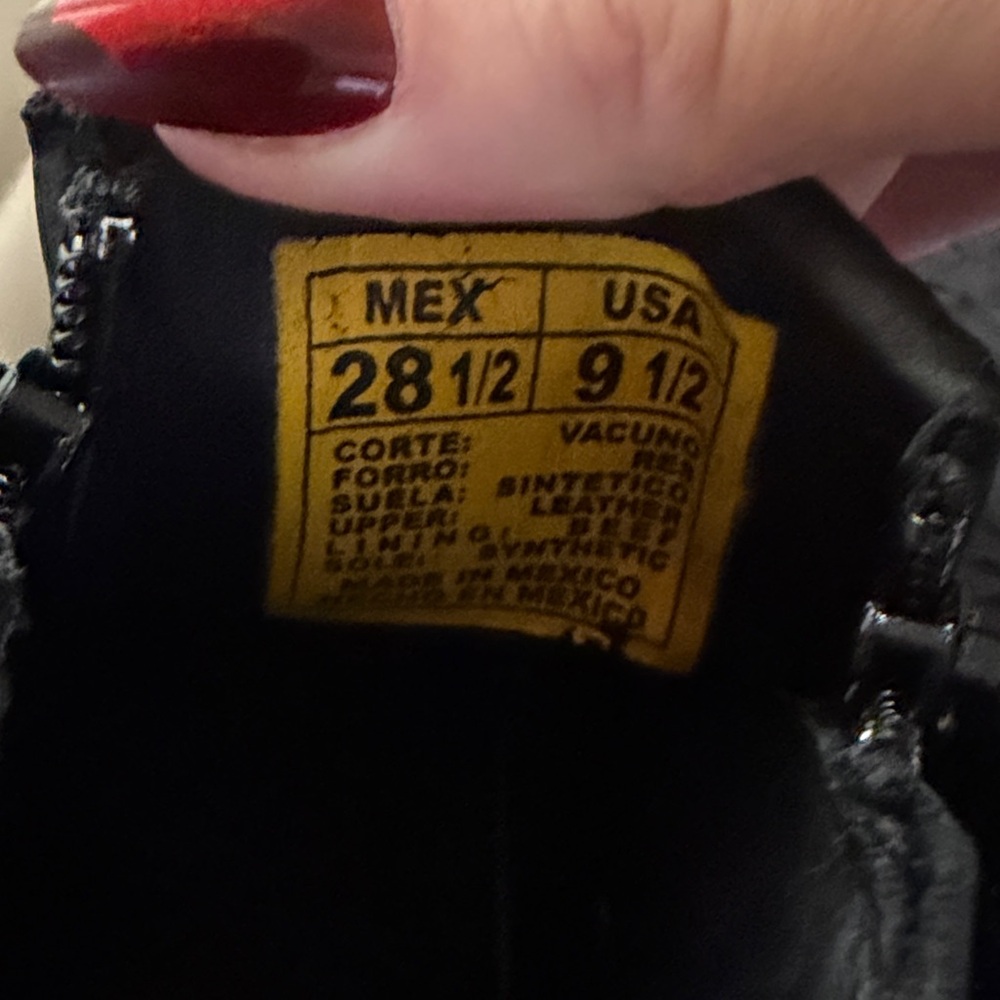 MEX USA
28 1/2 9 1/2
CORTE: VACUNO
FORRO: RES
SUELA: SINTETICO
UPPER: LEATHER
LINING: BEEF
SOLE: SYNTHETIC
MADE IN MEXICO
HECHO EN MEXICO